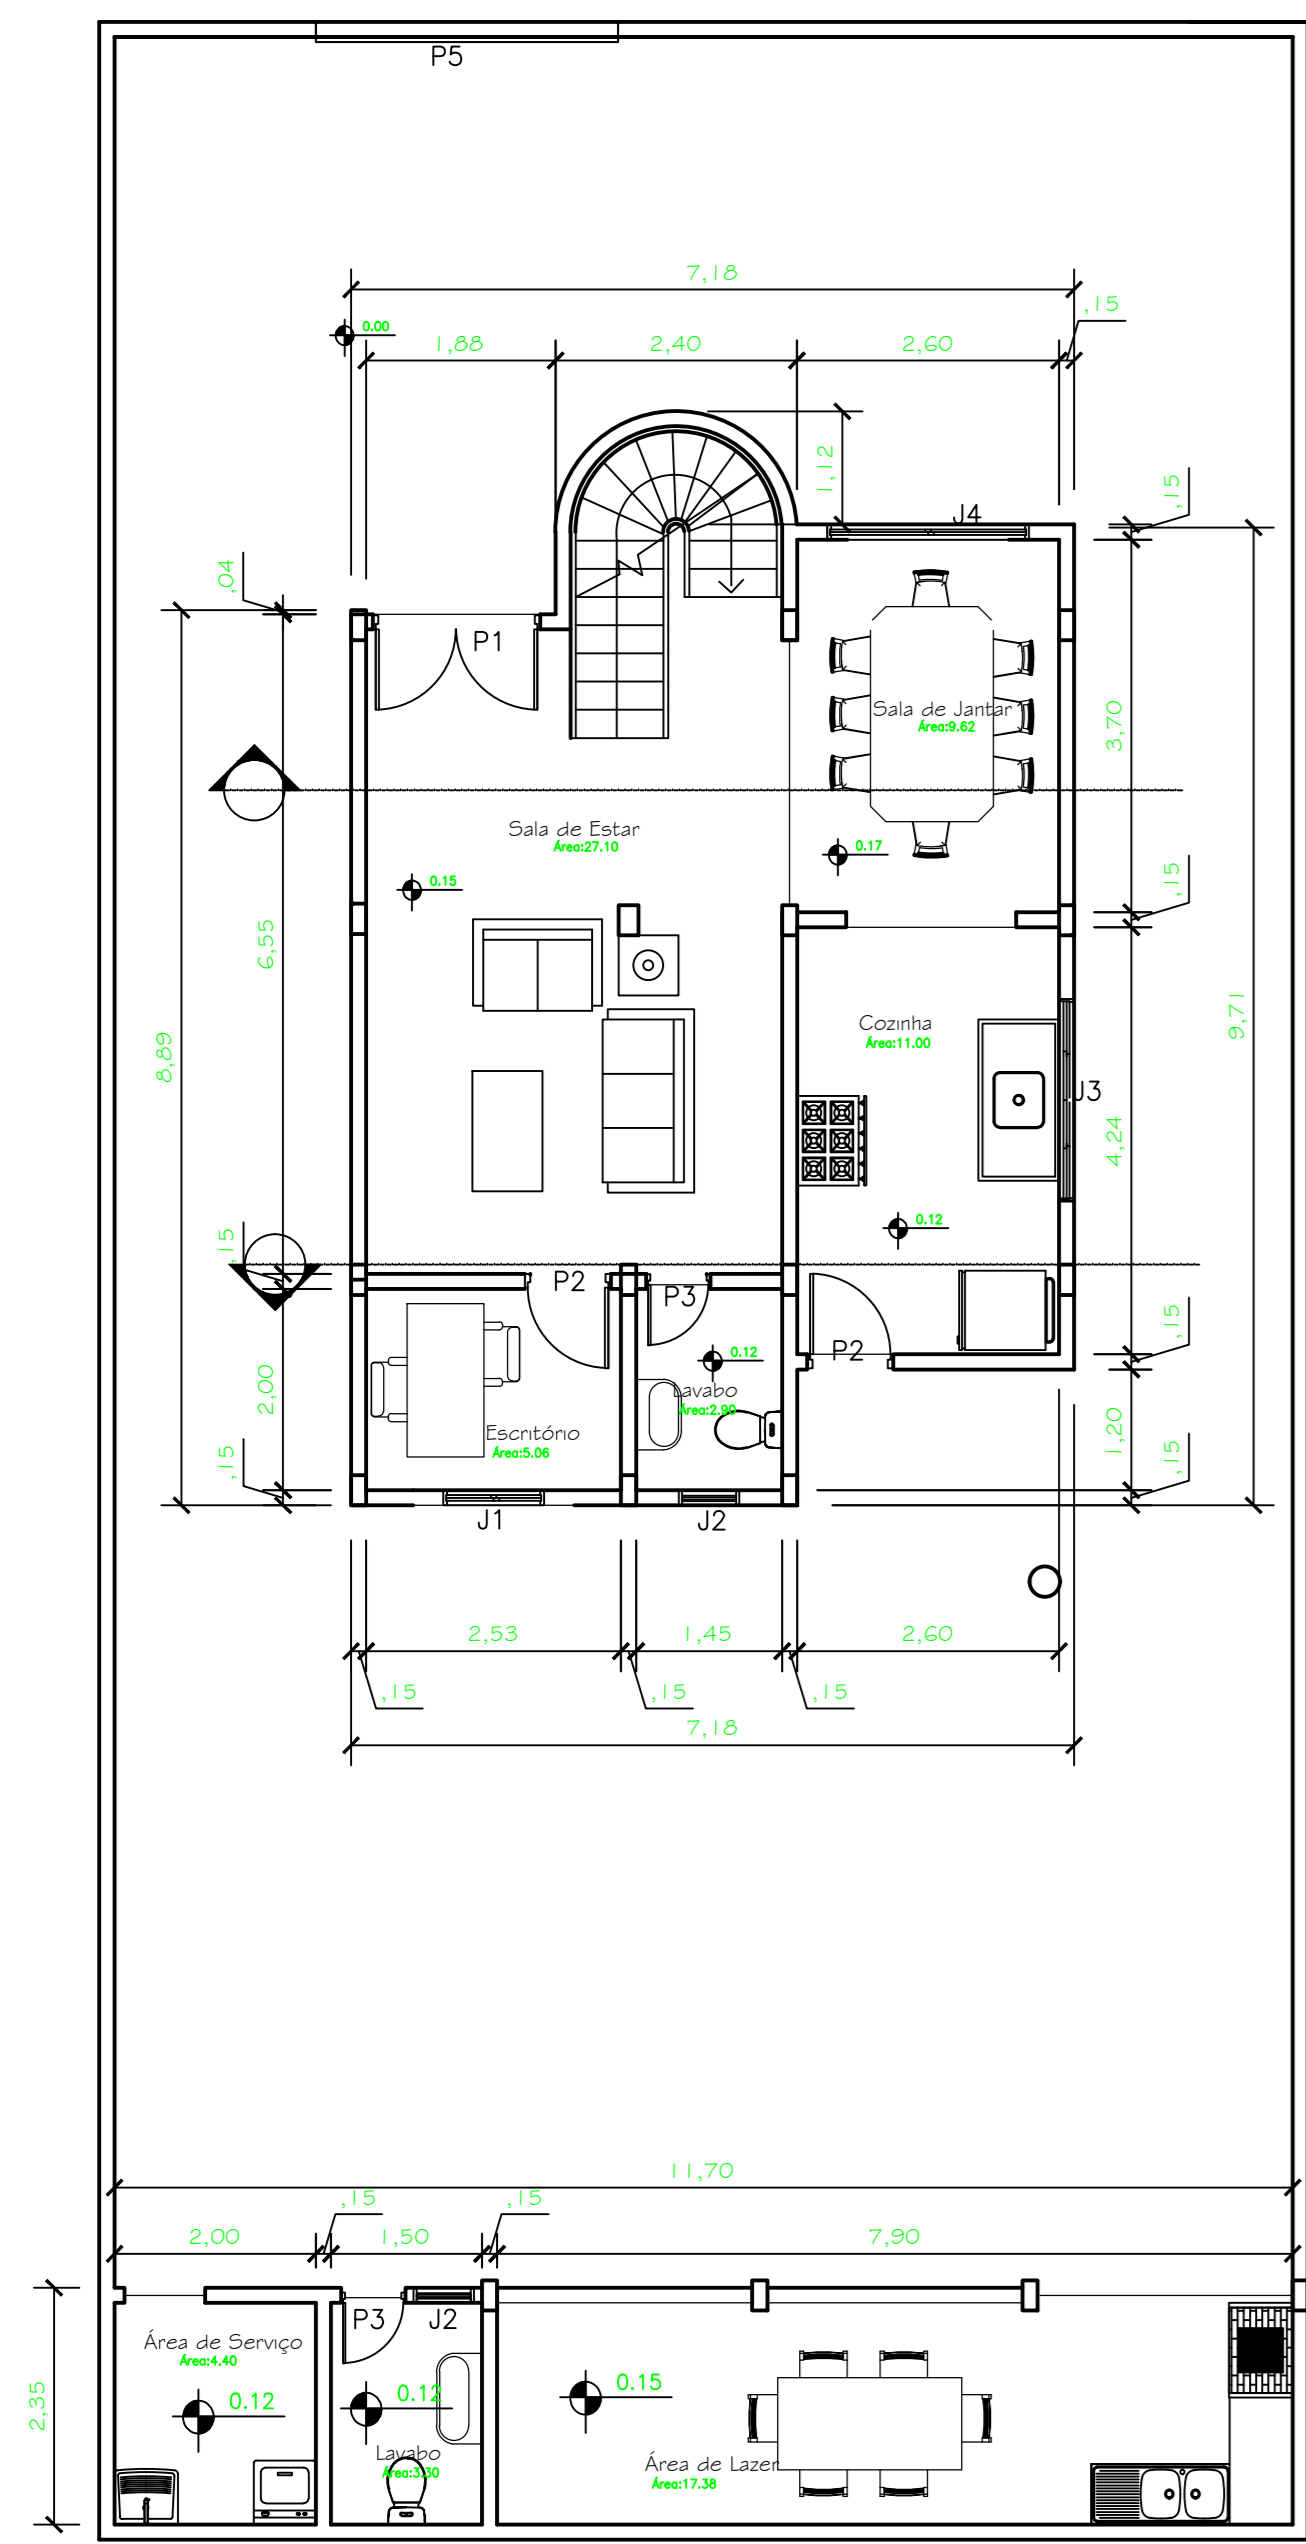 P5
7,18
,15
0.00
1,88
2,40
2,60
1,12
,15
J4
,04
P1
Sala de Jantar
Área:9.62
3,70
Sala de Estar
Área:27.10
0.17
0.15
,15
6,55
9,71
Cozinha
Área:11.00
8,89
J3
4,24
0.12
,15
P2
P3
,15
P2
0.12
2,00
Lavabo
Área:2.90
1,20
Escritório
Área:5.06
,15
,15
J1
J2
2,53
1,45
2,60
,15
,15
,15
7,18
11,70
,15
,15
2,00
1,50
7,90
P3
J2
Área de Serviço
Área:4.40
0.15
0.12
0.12
2,35
Lavabo
Área:3.30
Área de Lazer
Área:17.38